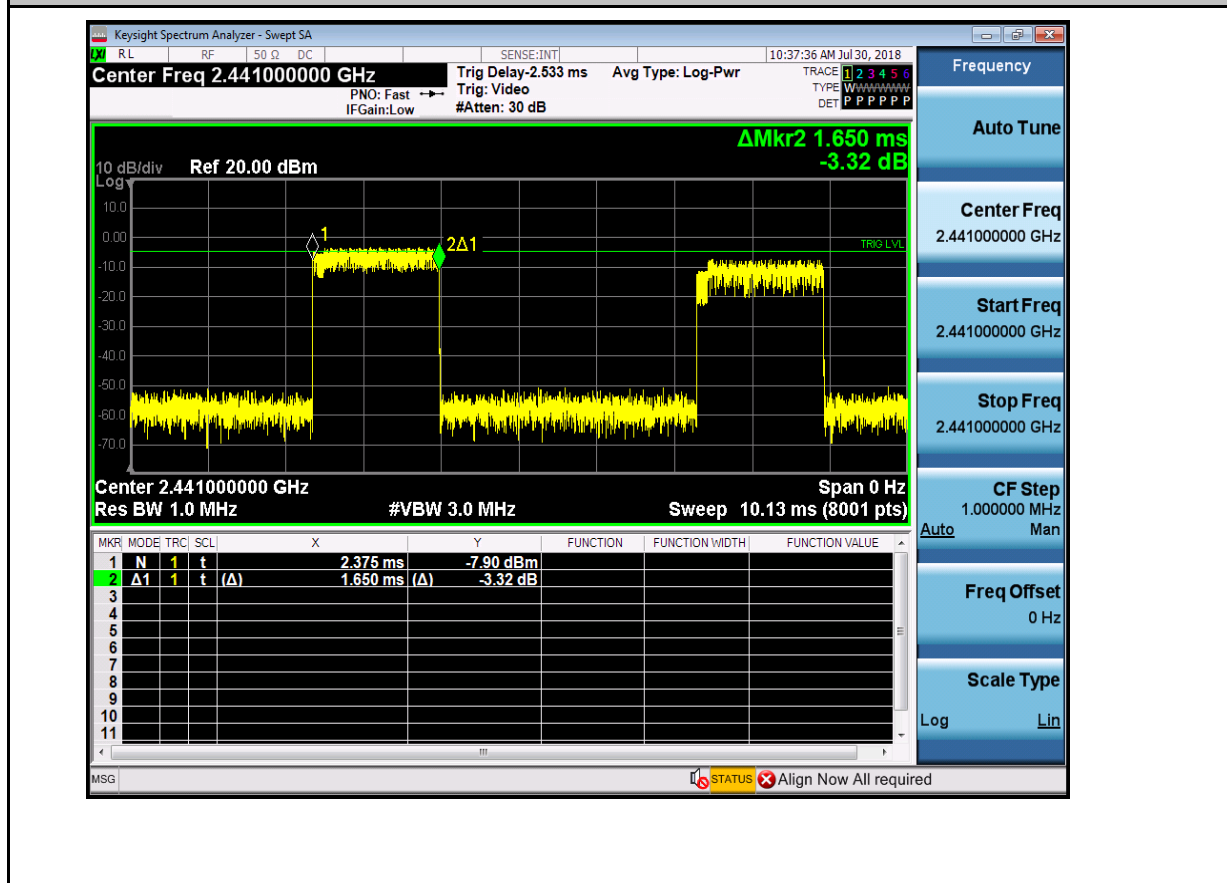 Keysight Spectrum Analyzer - Swept SA
LXI RL RF 50 Ω DC SENSE:INT 10:37:36 AM Jul 30, 2018
Center Freq 2.441000000 GHz
PNO: Fast
IFGain:Low
Trig Delay-2.533 ms
Trig: Video
#Atten: 30 dB
Avg Type: Log-Pwr
TRACE 1 2 3 4 5 6
TYPE WWWWWW
DET P P P P P P
ΔMkr2 1.650 ms
-3.32 dB
10 dB/div Ref 20.00 dBm
Log
10.0
0.00
-10.0
-20.0
-30.0
-40.0
-50.0
-60.0
-70.0
1
2Δ1
TRIG LVL
Center 2.441000000 GHz Span 0 Hz
Res BW 1.0 MHz #VBW 3.0 MHz Sweep 10.13 ms (8001 pts)
MKR MODE TRC SCL X Y FUNCTION FUNCTION WIDTH FUNCTION VALUE
1 N 1 t 2.375 ms -7.90 dBm
2 Δ1 1 t (Δ) 1.650 ms (Δ) -3.32 dB
3
4
5
6
7
8
9
10
11
MSG STATUS Align Now All required
Frequency
Auto Tune
Center Freq
2.441000000 GHz
Start Freq
2.441000000 GHz
Stop Freq
2.441000000 GHz
CF Step
1.000000 MHz
Auto Man
Freq Offset
0 Hz
Scale Type
Log Lin